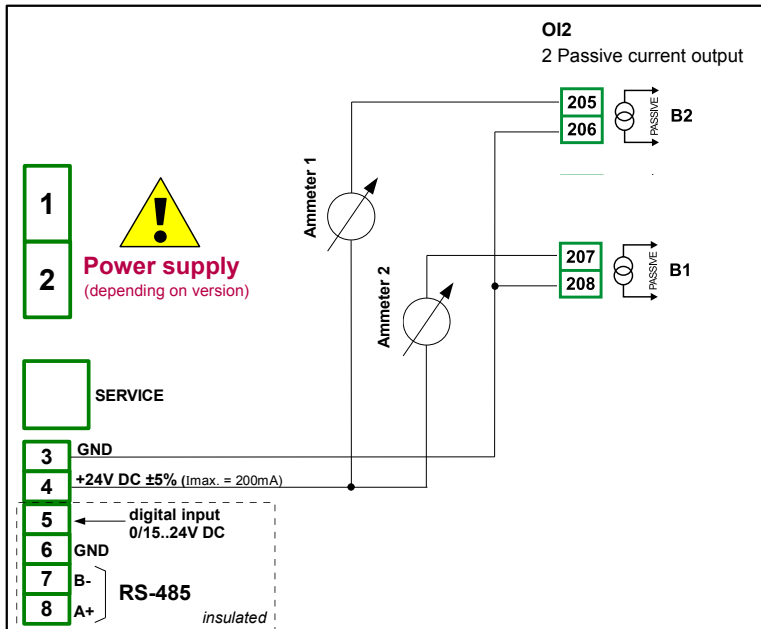 OI2
2 Passive current output
205
206
PASSIVE
B2
Ammeter 1
1
2
!
Power supply
(depending on version)
207
208
PASSIVE
B1
Ammeter 2
SERVICE
3 GND
4 +24V DC ±5% (Imax. = 200mA)
5 digital input
0/15..24V DC
6 GND
7 B-
RS-485
8 A+
insulated